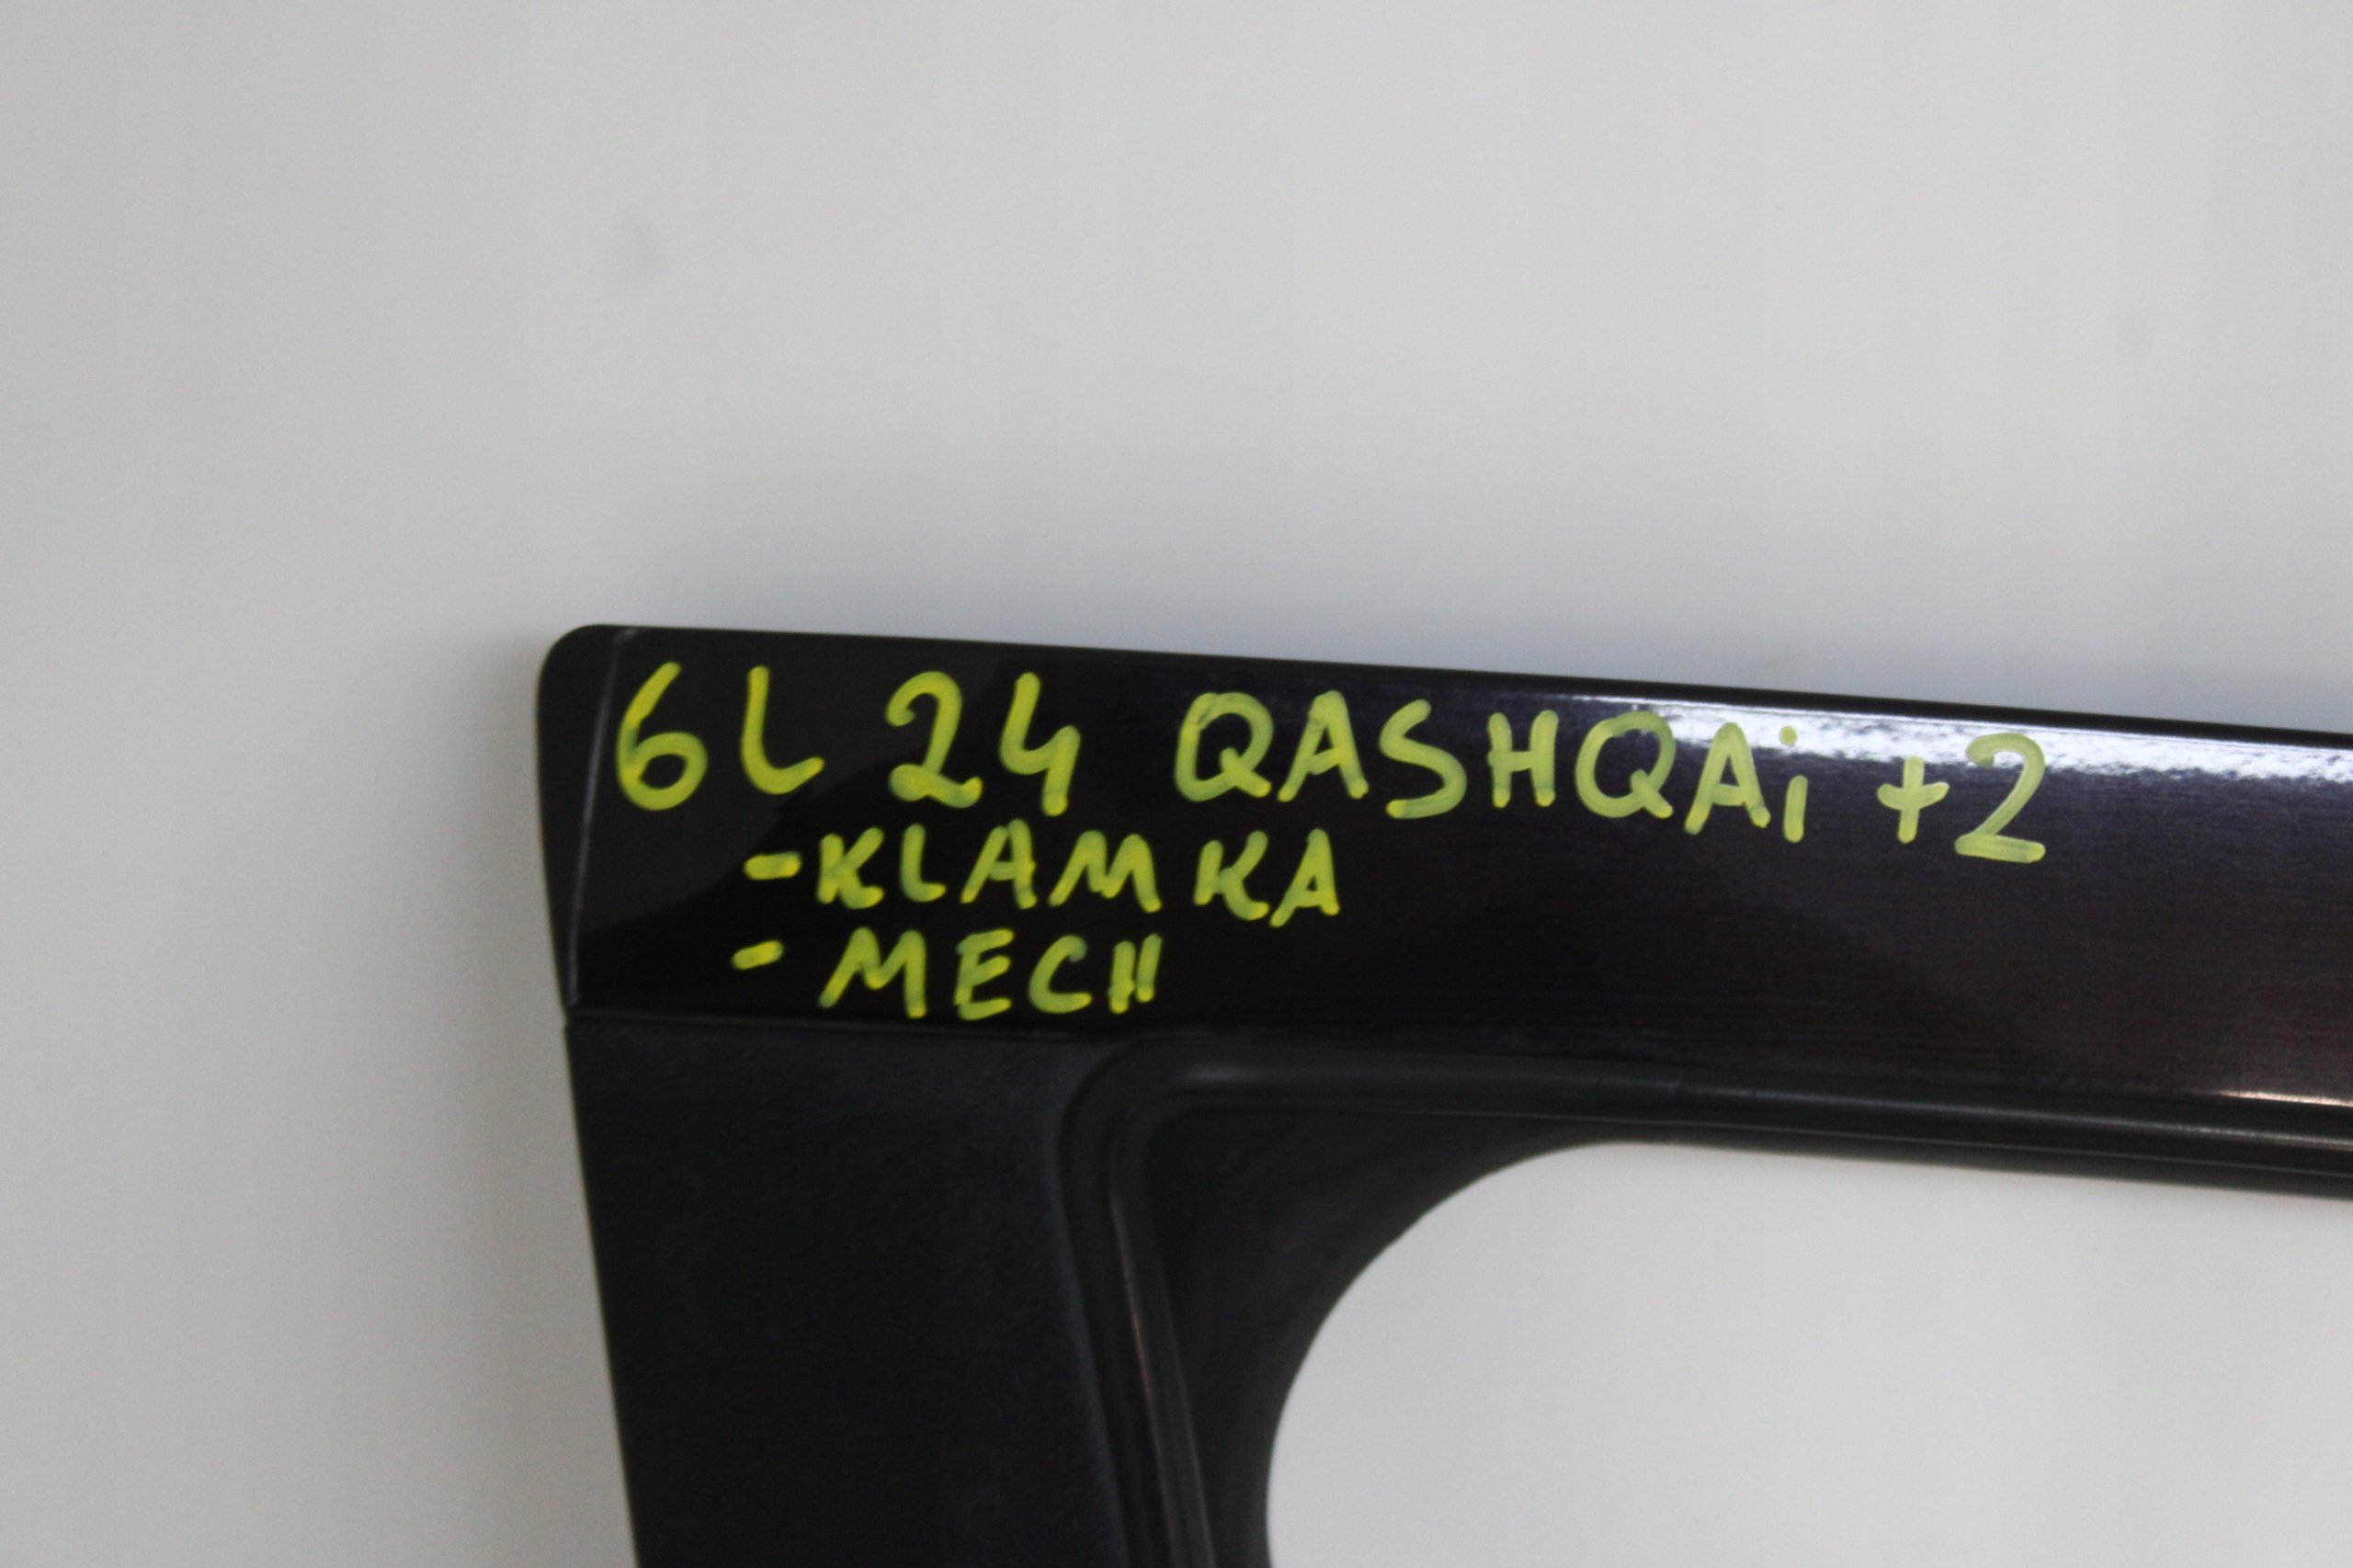 6L 24 QASHQAi +2
-KLAMKA
- MECH